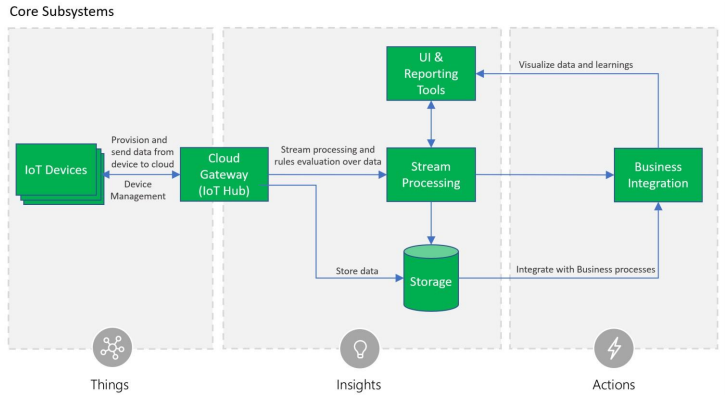 Core Subsystems
UI &
Reporting
Tools
Visualize data and learnings
Provision and
send data from
device to cloud
IoT Devices
Device
Management
Cloud
Gateway
(IoT Hub)
Stream processing and
rules evaluation over data
Stream
Processing
Business
Integration
Store data
Storage
Integrate with Business processes
Things
Insights
Actions